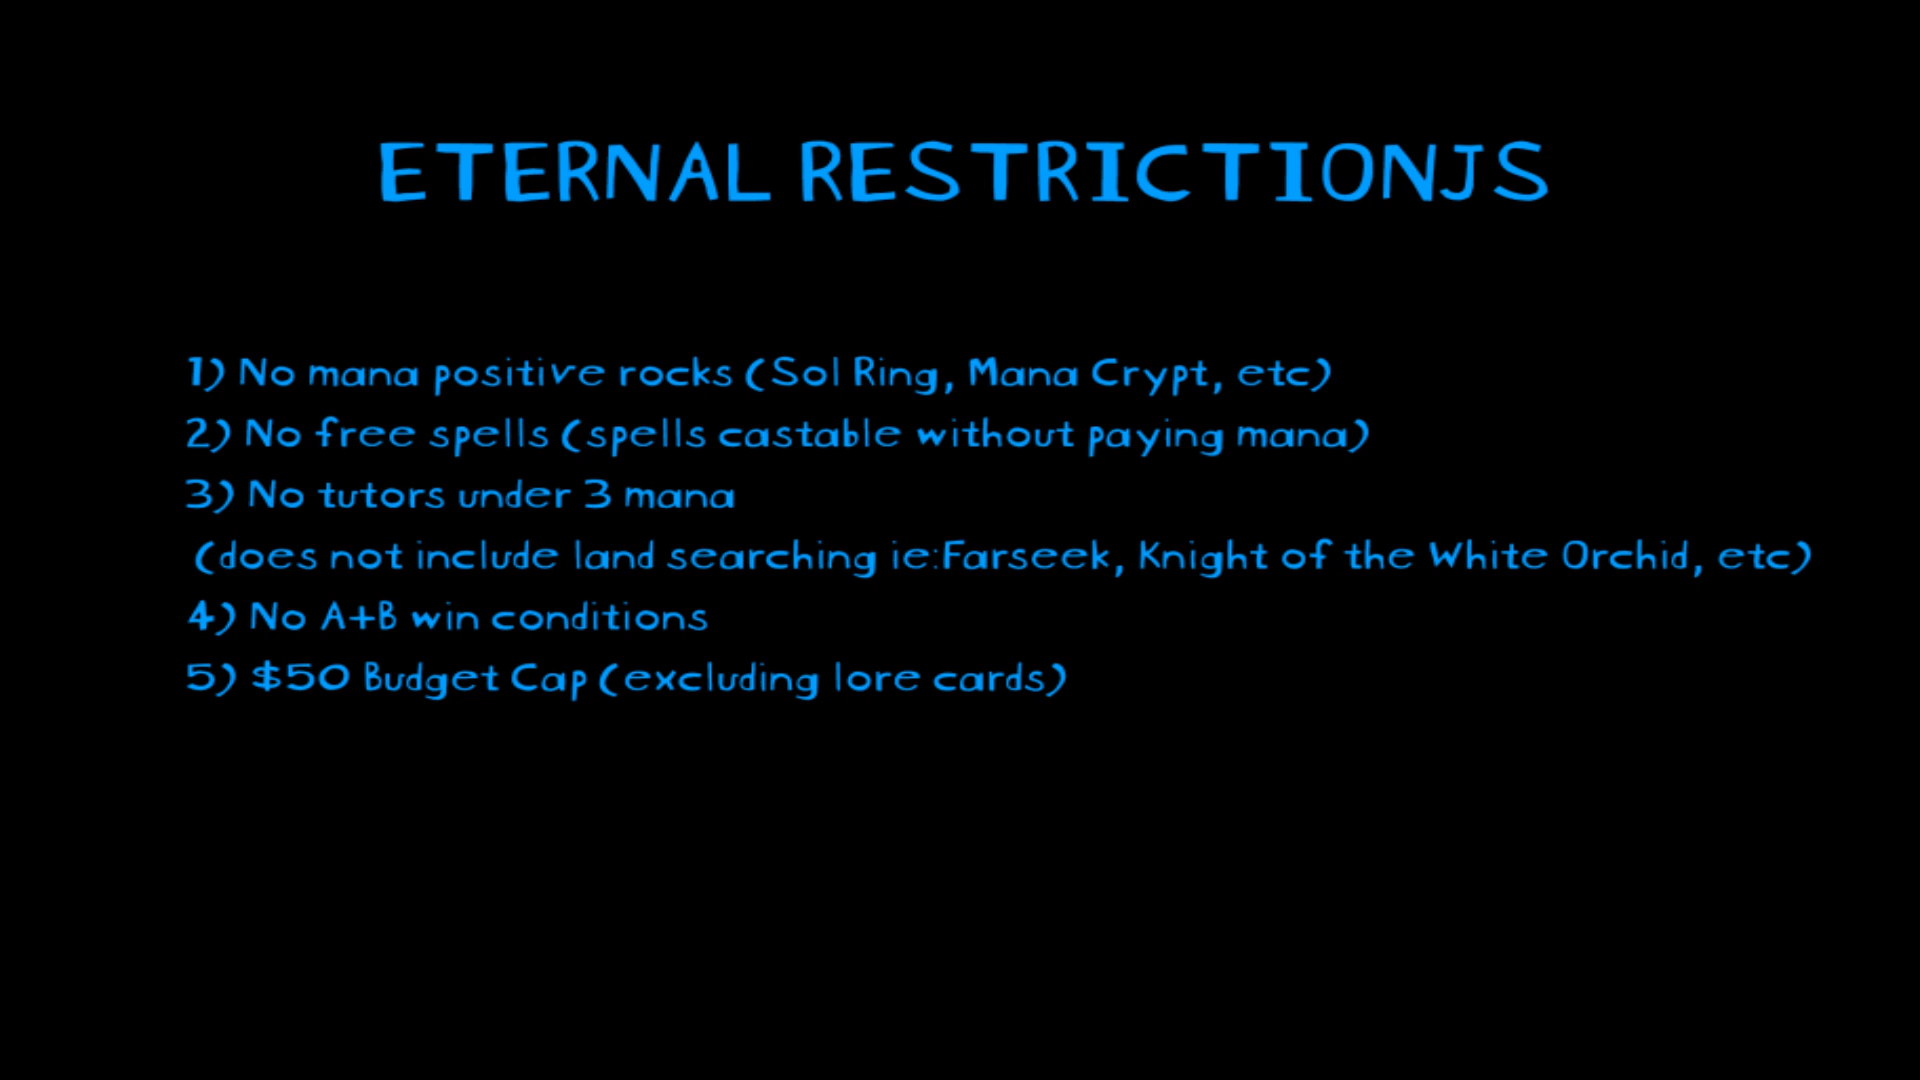 ETERNAL RESTRICTIONJS
1) No mana positive rocks (Sol Ring, Mana Crypt, etc)
2) No free spells (spells castable without paying mana)
3) No tutors under 3 mana
(does not include land searching ie:Farseek, Knight of the White Orchid, etc)
4) No A+B win conditions
5) $50 Budget Cap (excluding lore cards)